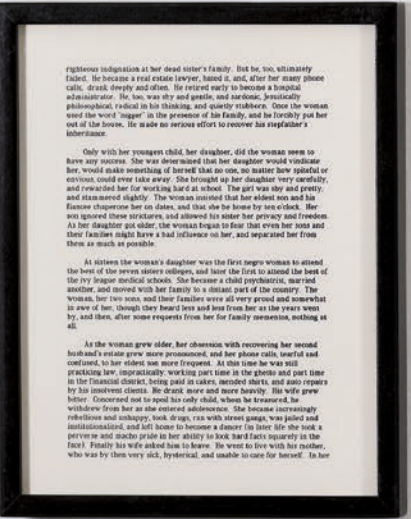 righteous indignation at her dead sister's family. But he, too, ultimately
failed. He became a real estate lawyer, hated it, and, after her many phone
calls, drank deeply and often. He retired early to become a hospital
administrator. He, too, was shy and gentle, and sardonic, Jesuitically
philosophical, radical in his thinking, and quietly stubborn. Once the woman
used the word "nigger" in the presence of his family, and he forcibly put her
out of the house. He made no serious effort to recover his stepfather's
inheritance.
Only with her youngest child, her daughter, did the woman seem to
have any success. She was determined that her daughter would vindicate
her, would make something of herself that no one, no matter how spiteful or
envious, could ever take away. She brought up her daughter very carefully,
and rewarded her for working hard at school. The girl was shy and pretty,
and stammered slightly. The woman insisted that her eldest son and his
fiancée chaperone her on dates, and that she be home by ten o'clock. Her
son ignored these strictures, and allowed his sister her privacy and freedom.
As her daughter got older, the woman began to fear that even her sons and
their families might have a bad influence on her, and separated her from
them as much as possible.
At sixteen the woman's daughter was the first negro woman to attend
the best of the seven sisters colleges, and later the first to attend the best of
the ivy league medical schools. She became a child psychiatrist, married
another, and moved with her family to a distant part of the country. The
woman, her two sons, and their families were all very proud and somewhat
in awe of her, though they heard less and less from her as the years went
by, and then, after some requests from her for family mementos, nothing at
all.
As the woman grew older, her obsession with recovering her second
husband's estate grew more pronounced, and her phone calls, tearful and
confused, to her eldest son more frequent. At this time he was still
practicing law, impractically, working part time in the ghetto and part time
in the financial district, being paid in cakes, mended shirts, and auto repairs
by his insolvent clients. He drank more and more heavily. His wife grew
bitter. Concerned not to spoil his only child, whom he treasured, he
withdrew from her as she entered adolescence. She became increasingly
rebellious and unhappy, took drugs, ran with street gangs, was jailed and
institutionalized, and left home to become a dancer (in later life she took a
perverse and macho pride in her ability to look hard facts squarely in the
face). Finally his wife asked him to leave. He went to live with his mother,
who was by then very sick, hysterical, and unable to care for herself. In her